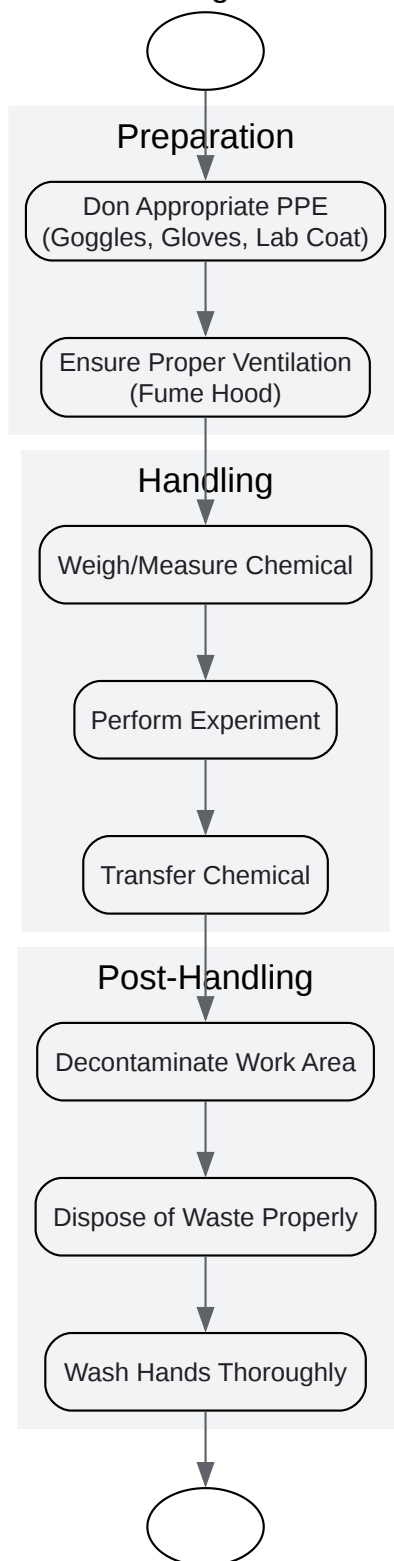 Preparation
Don Appropriate PPE
(Goggles, Gloves, Lab Coat)
Ensure Proper Ventilation
(Fume Hood)
Handling
Weigh/Measure Chemical
Perform Experiment
Transfer Chemical
Post-Handling
Decontaminate Work Area
Dispose of Waste Properly
Wash Hands Thoroughly